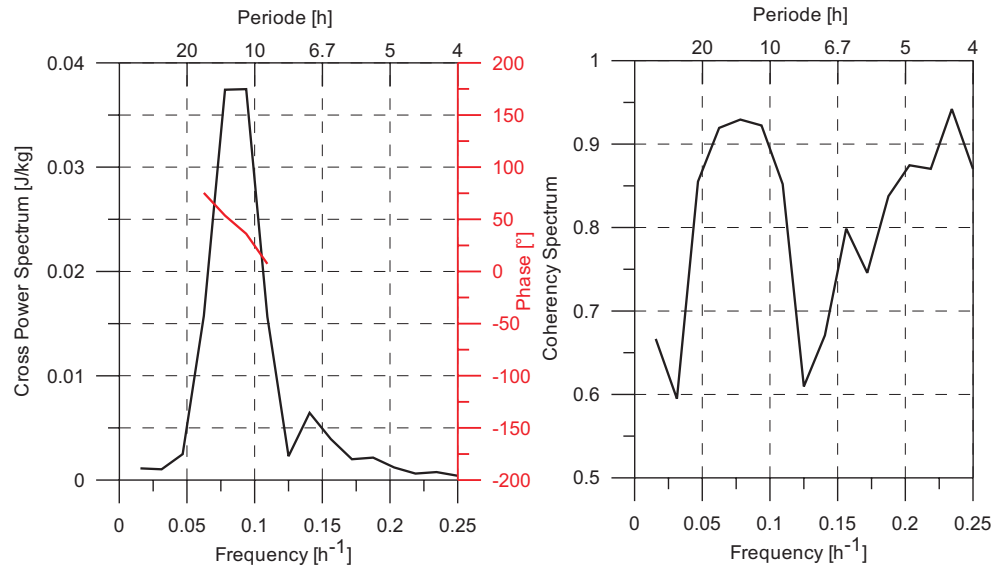 Periode [h]
20 10 6.7 5 4
0.04
0.03
0.02
0.01
0
Cross Power Spectrum [J/kg]
200
150
100
50
0
-50
-100
-150
-200
Phase [°]
0 0.05 0.1 0.15 0.2 0.25
Frequency [h-1]
Periode [h]
20 10 6.7 5 4
1
0.9
0.8
0.7
0.6
0.5
Coherency Spectrum
0 0.05 0.1 0.15 0.2 0.25
Frequency [h-1]